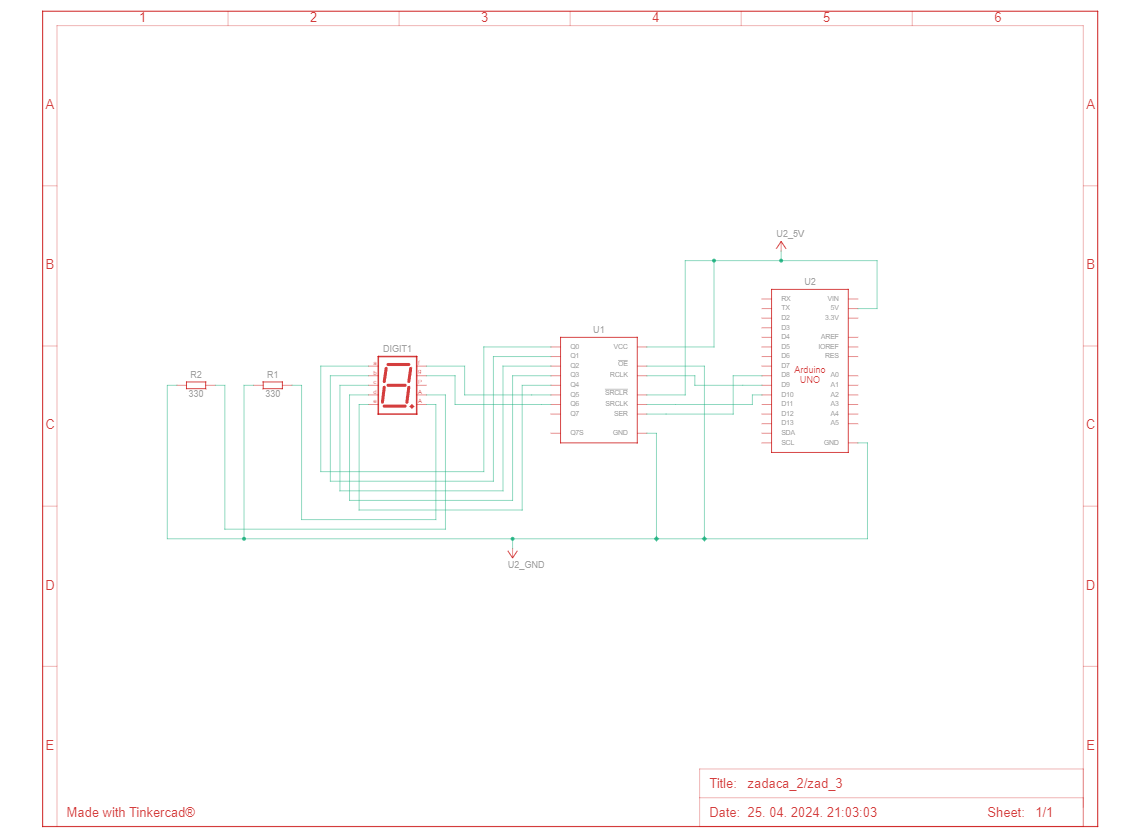 1 2 3 4 5 6
A A
U2_5V
B B
U2
RX VIN
TX 5V
D2 3.3V
D3
U1
D4 AREF
DIGIT1
Q0 VCC
D5 IOREF
Q1
D6 RES
Q2 OE
D7
Arduino
UNO
R2 R1
Q3 RCLK
D8 A0
Q4
D9 A1
330 330
Q5 SRCLR
D10 A2
Q6 SRCLK
D11 A3
Q7 SER
D12 A4
C C
D13 A5
Q7S GND
SDA
SCL GND
U2_GND
D D
E E
Title: zadaca_2/zad_3
Made with Tinkercad®
Date: 25. 04. 2024. 21:03:03 Sheet: 1/1